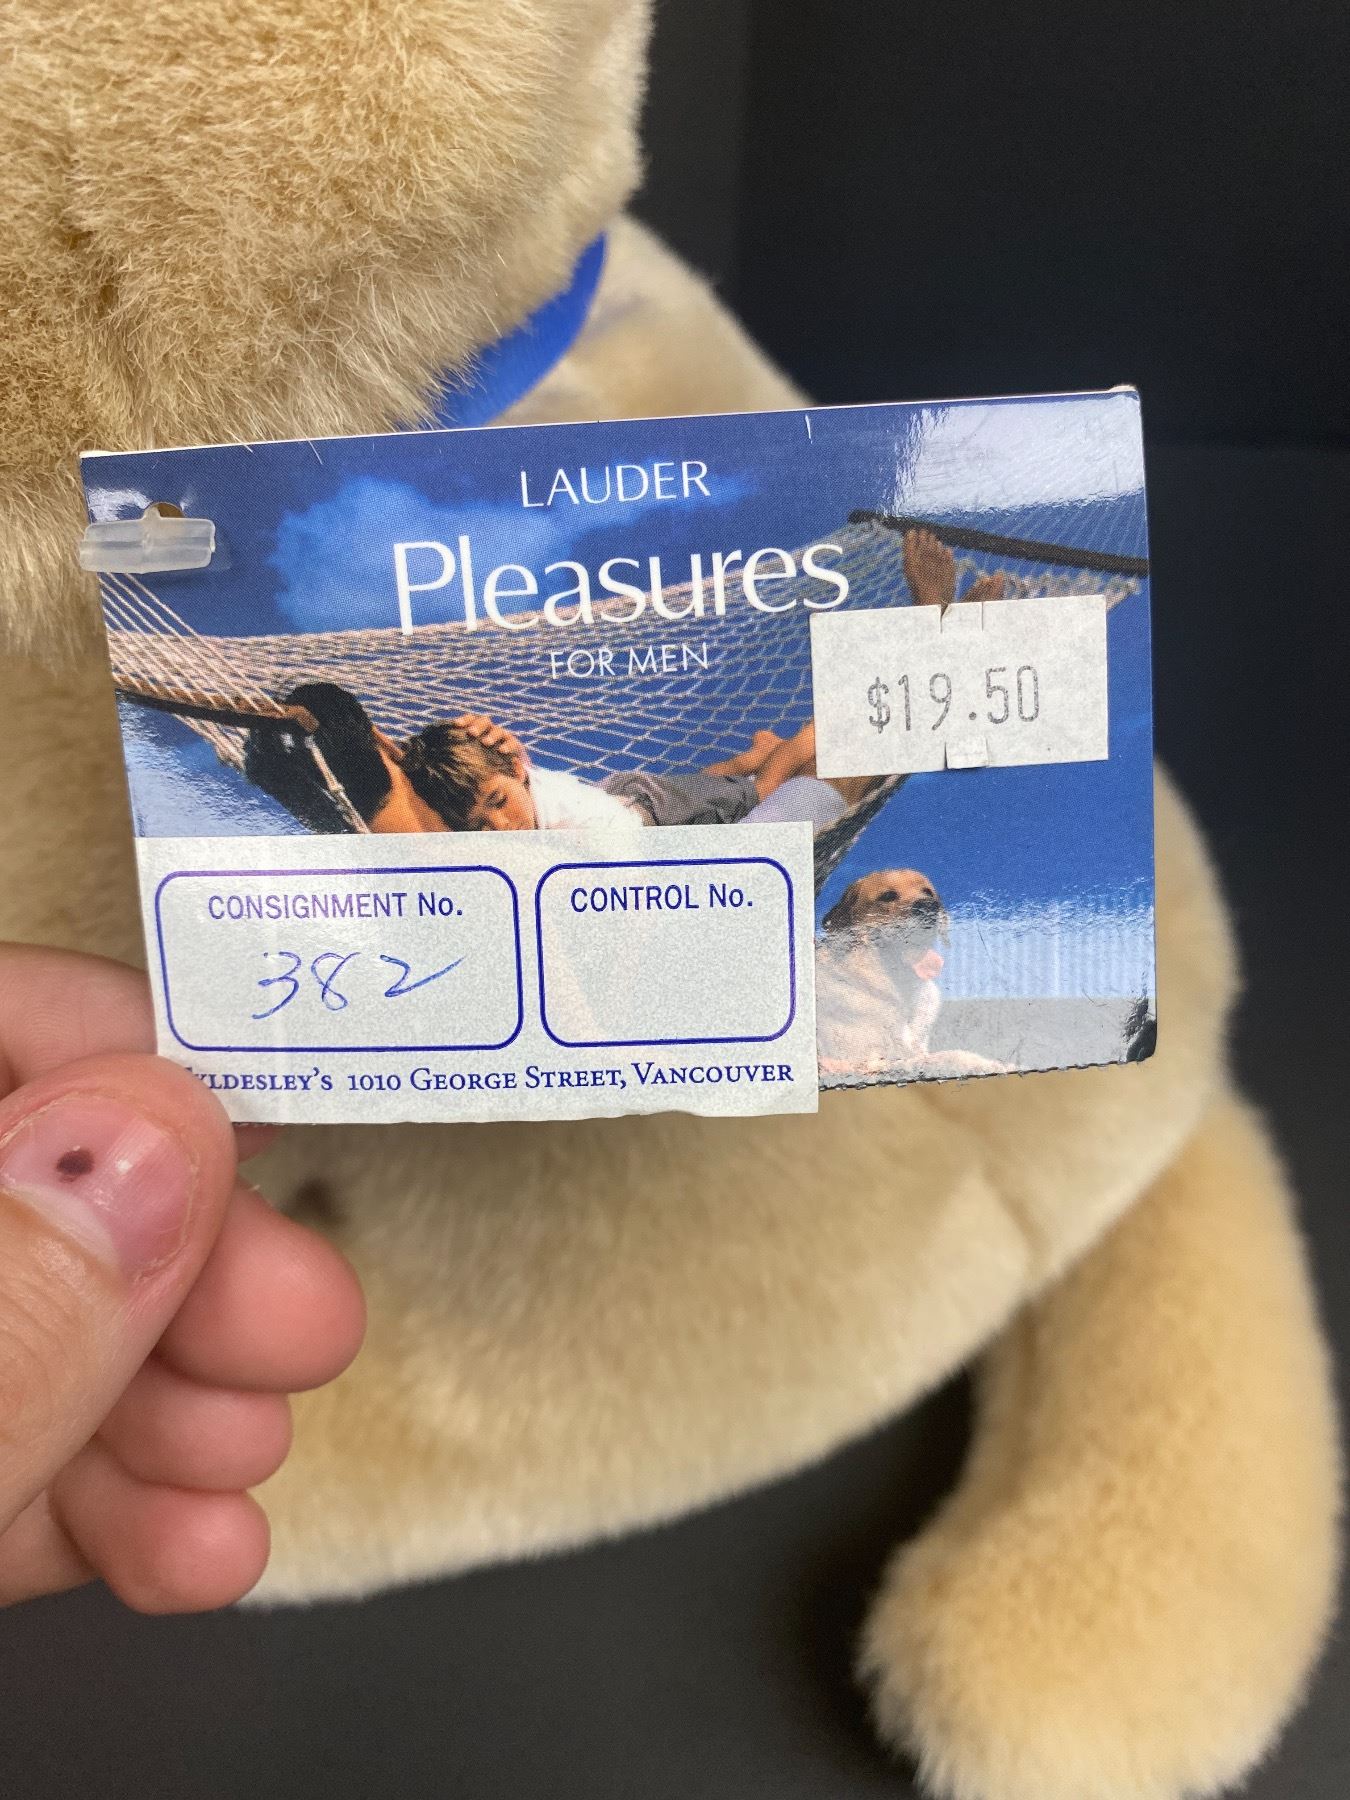 LAUDER
Pleasures
FOR MEN
$19.50
CONSIGNMENT No.
382
CONTROL No.
1010 GEORGE STREET, VANCOUVER